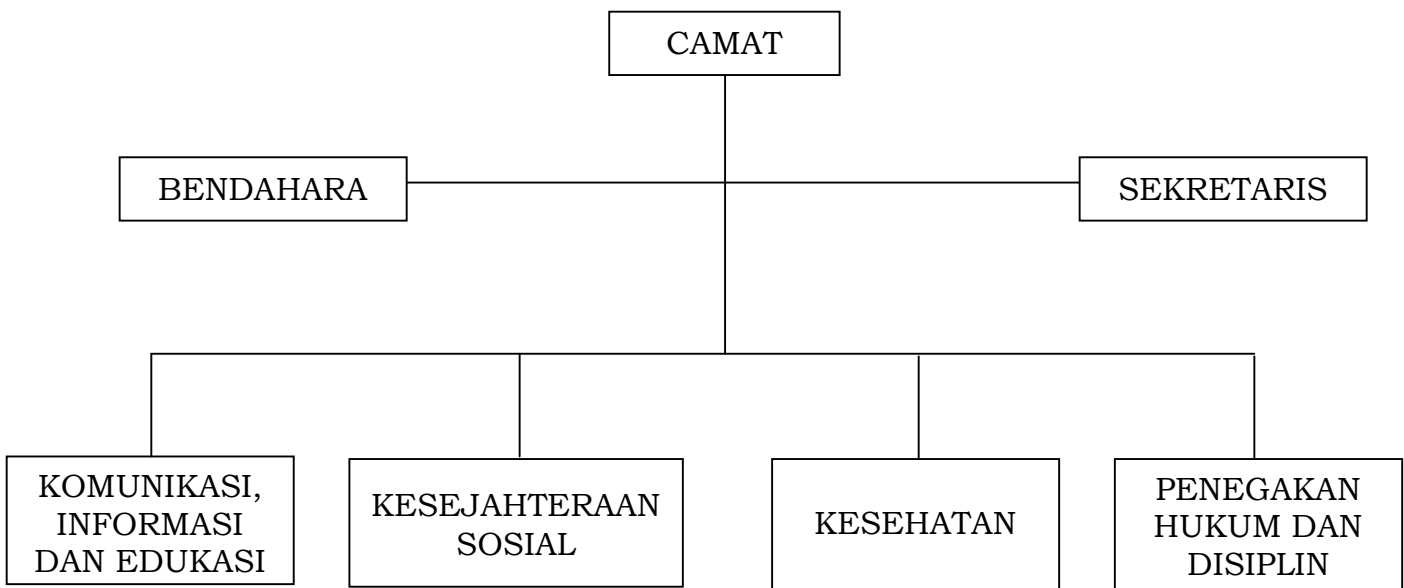 CAMAT
BENDAHARA
SEKRETARIS
KOMUNIKASI,
INFORMASI
DAN EDUKASI
KESEJAHTERAAN
SOSIAL
KESEHATAN
PENEGAKAN
HUKUM DAN
DISIPLIN